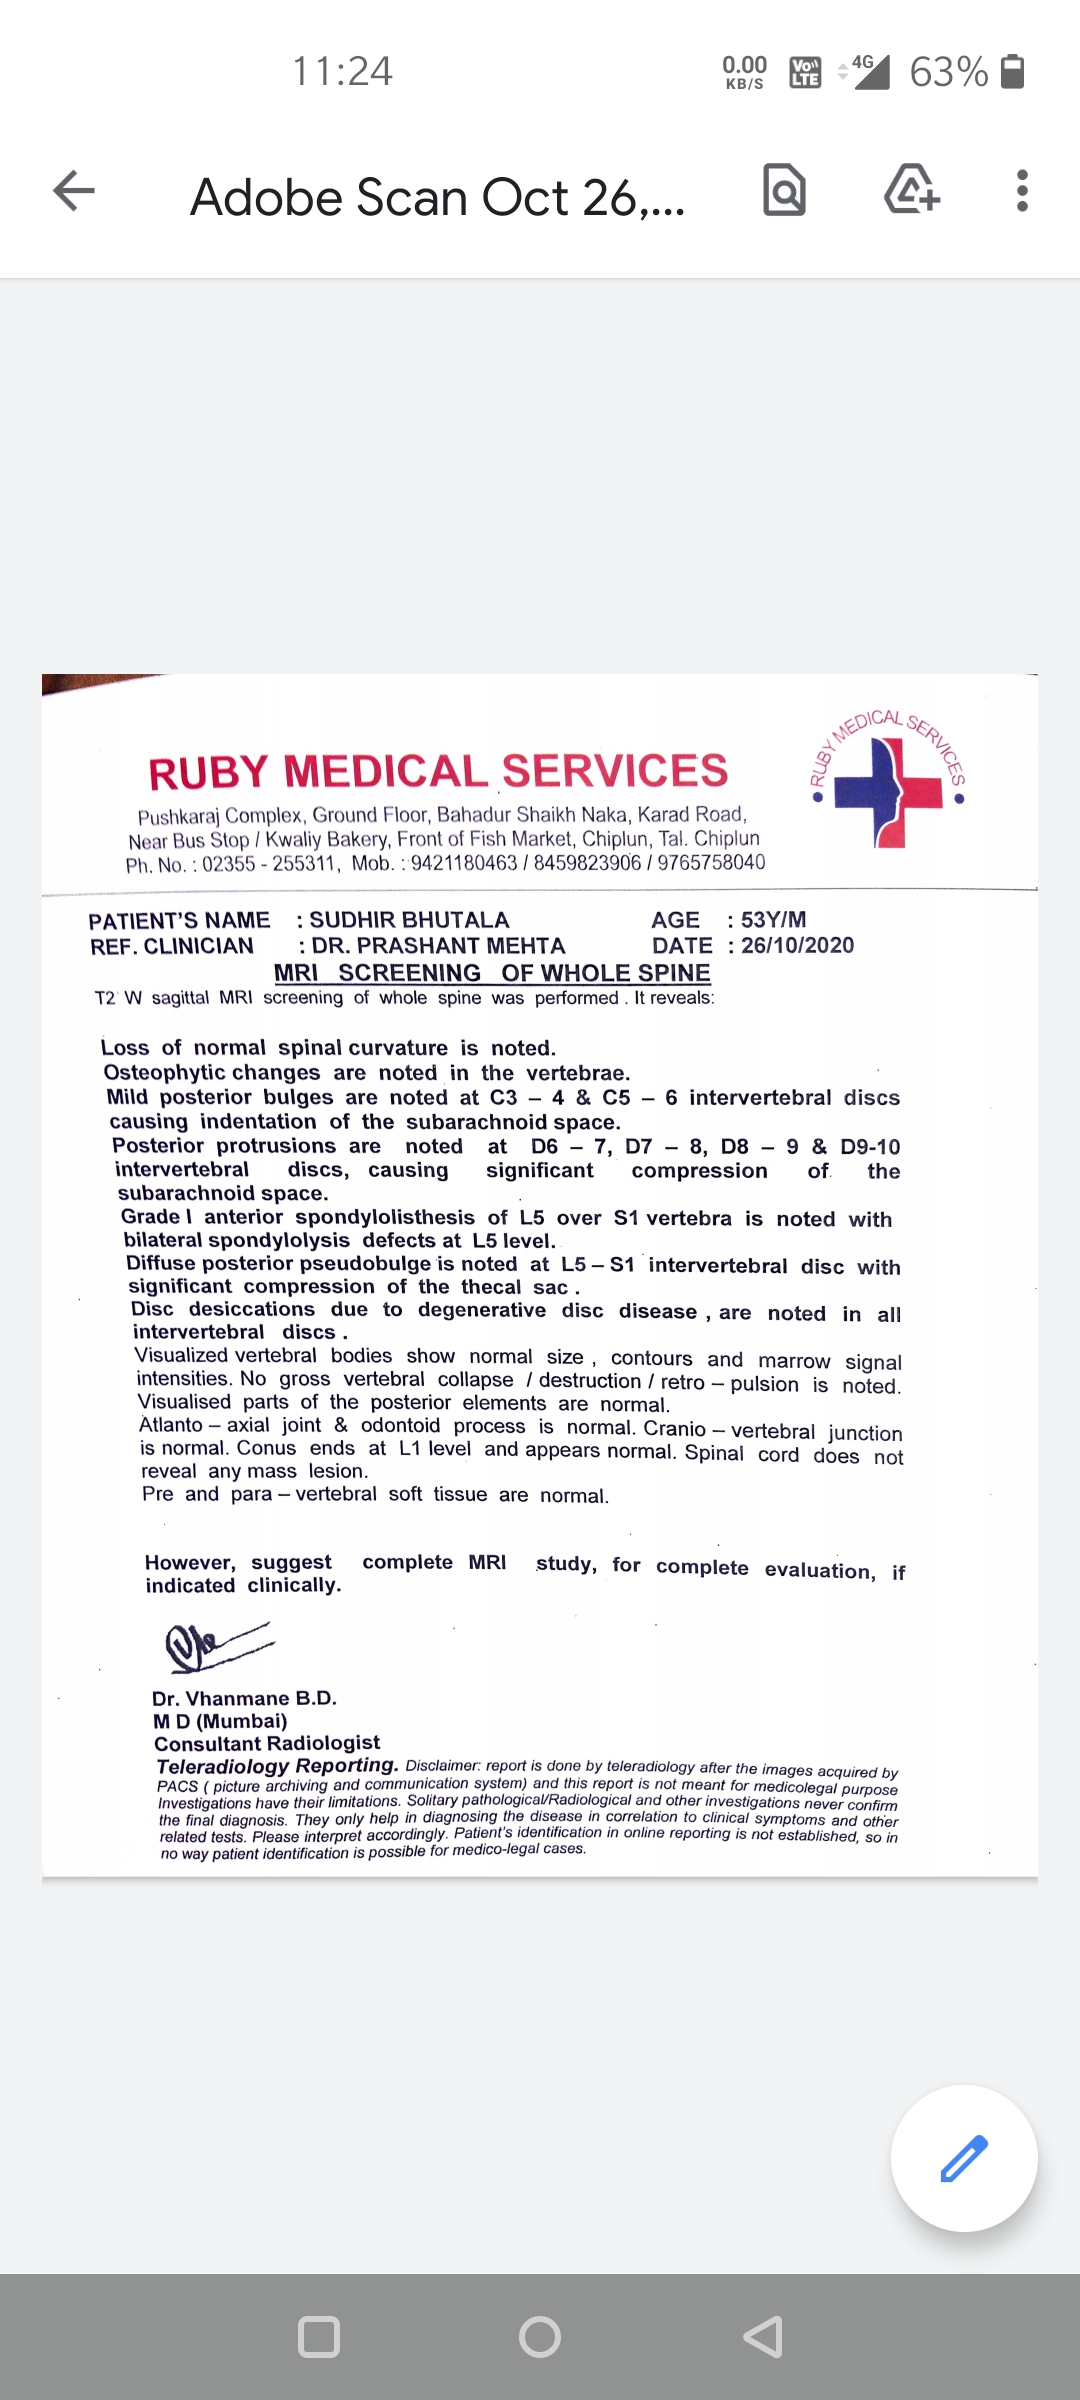 11:24
0.00 KB/S VoLTE 4G 63%
Adobe Scan Oct 26,...
RUBY MEDICAL SERVICES
• RUBY MEDICAL SERVICES •
Pushkaraj Complex, Ground Floor, Bahadur Shaikh Naka, Karad Road,
Near Bus Stop / Kwaliy Bakery, Front of Fish Market, Chiplun, Tal. Chiplun
Ph. No. : 02355 - 255311, Mob. : 9421180463 / 8459823906 / 9765758040
PATIENT'S NAME : SUDHIR BHUTALA AGE : 53Y/M
REF. CLINICIAN : DR. PRASHANT MEHTA DATE : 26/10/2020
MRI SCREENING OF WHOLE SPINE
T2 W sagittal MRI screening of whole spine was performed . It reveals:
Loss of normal spinal curvature is noted.
Osteophytic changes are noted in the vertebrae.
Mild posterior bulges are noted at C3 – 4 & C5 – 6 intervertebral discs
causing indentation of the subarachnoid space.
Posterior protrusions are noted at D6 – 7, D7 – 8, D8 – 9 & D9-10
intervertebral discs, causing significant compression of the
subarachnoid space.
Grade I anterior spondylolisthesis of L5 over S1 vertebra is noted with
bilateral spondylolysis defects at L5 level.
Diffuse posterior pseudobulge is noted at L5 – S1 intervertebral disc with
significant compression of the thecal sac .
Disc desiccations due to degenerative disc disease , are noted in all
intervertebral discs .
Visualized vertebral bodies show normal size , contours and marrow signal
intensities. No gross vertebral collapse / destruction / retro – pulsion is noted.
Visualised parts of the posterior elements are normal.
Atlanto – axial joint & odontoid process is normal. Cranio – vertebral junction
is normal. Conus ends at L1 level and appears normal. Spinal cord does not
reveal any mass lesion.
Pre and para – vertebral soft tissue are normal.
However, suggest complete MRI study, for complete evaluation, if
indicated clinically.
Dr. Vhanmane B.D.
M D (Mumbai)
Consultant Radiologist
Teleradiology Reporting. Disclaimer: report is done by teleradiology after the images acquired by
PACS ( picture archiving and communication system) and this report is not meant for medicolegal purpose
Investigations have their limitations. Solitary pathological/Radiological and other investigations never confirm
the final diagnosis. They only help in diagnosing the disease in correlation to clinical symptoms and other
related tests. Please interpret accordingly. Patient's identification in online reporting is not established, so in
no way patient identification is possible for medico-legal cases.